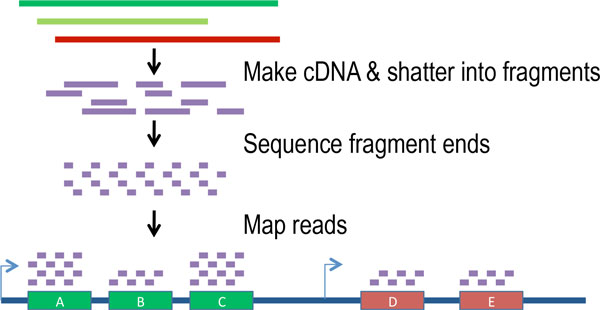 Make cDNA & shatter into fragments
Sequence fragment ends
Map reads
A B C D E